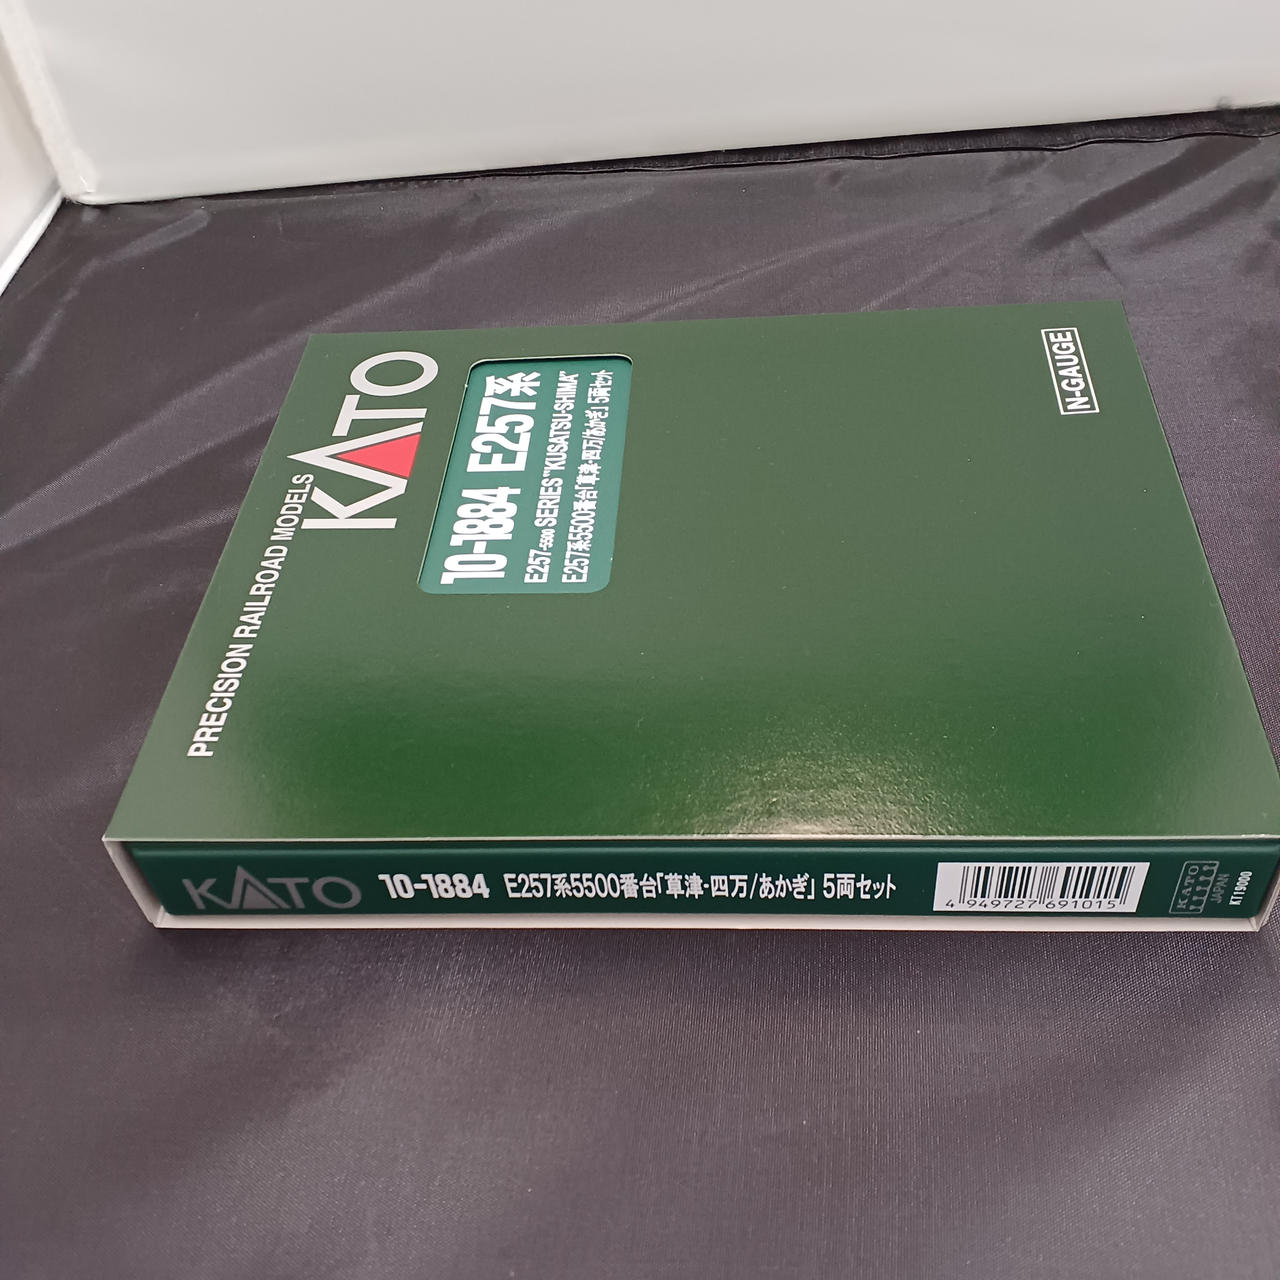 PRECISION RAILROAD MODELS
KATO
10-1884 E257系
E257-5500 SERIES "KUSATSU·SHIMA"
E257系5500番台「草津・四万/あかぎ」5両セット
N-GAUGE
KATO 10-1884 E257系5500番台「草津・四万/あかぎ」5両セット
4 949727 691015
KATO
JAPAN
KT19000